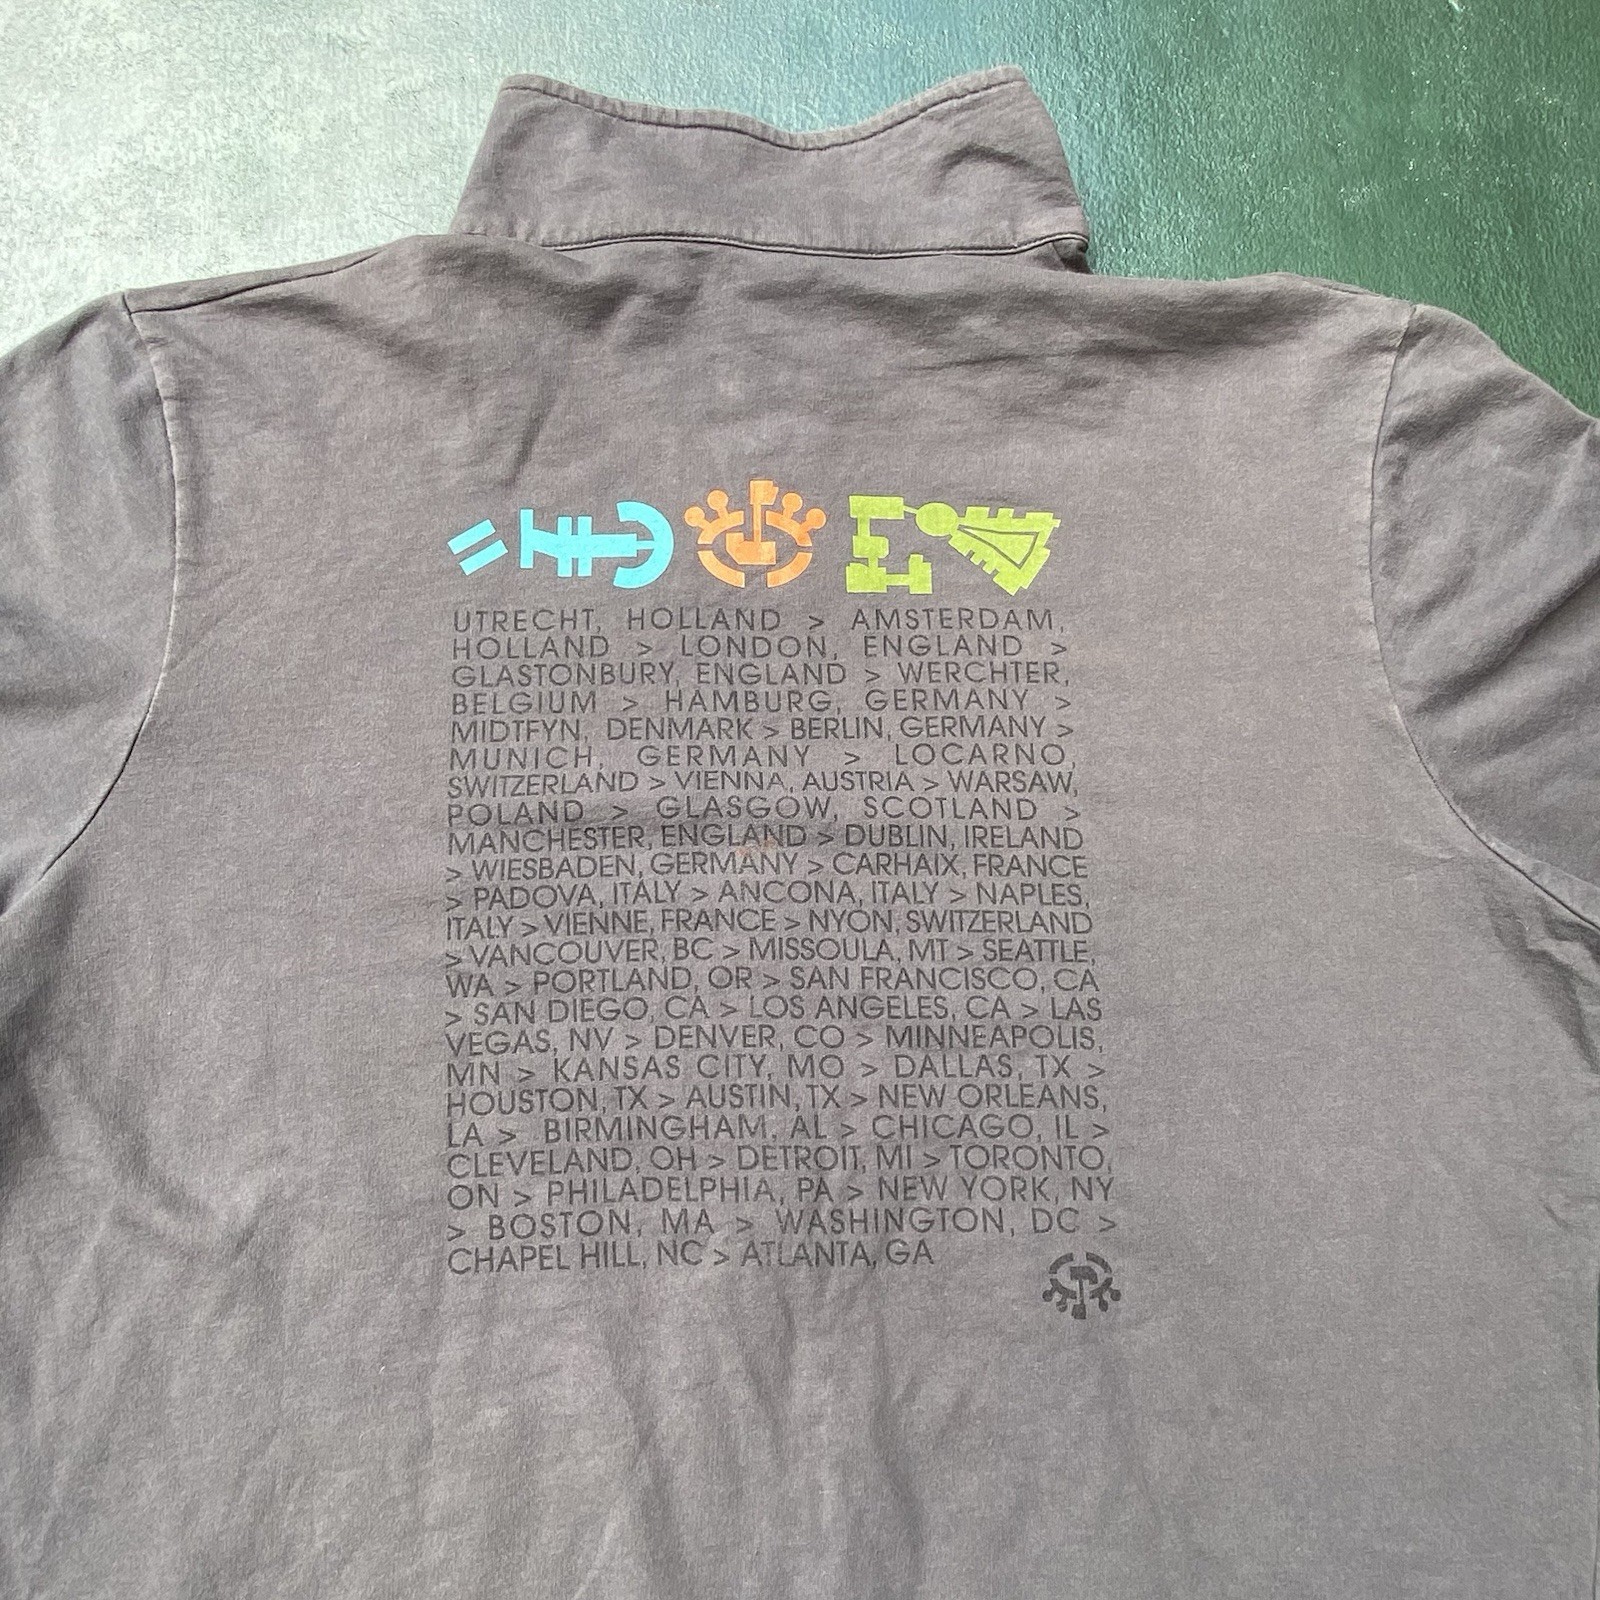 UTRECHT, HOLLAND > AMSTERDAM,
HOLLAND > LONDON, ENGLAND >
GLASTONBURY, ENGLAND > WERCHTER,
BELGIUM > HAMBURG, GERMANY >
MIDTFYN, DENMARK > BERLIN, GERMANY >
MUNICH, GERMANY > LOCARNO,
SWITZERLAND > VIENNA, AUSTRIA > WARSAW,
POLAND > GLASGOW, SCOTLAND >
MANCHESTER, ENGLAND > DUBLIN, IRELAND
> WIESBADEN, GERMANY > CARHAIX, FRANCE
> PADOVA, ITALY > ANCONA, ITALY > NAPLES,
ITALY > VIENNE, FRANCE > NYON, SWITZERLAND
> VANCOUVER, BC > MISSOULA, MT > SEATTLE,
WA > PORTLAND, OR > SAN FRANCISCO, CA
> SAN DIEGO, CA > LOS ANGELES, CA > LAS
VEGAS, NV > DENVER, CO > MINNEAPOLIS,
MN > KANSAS CITY, MO > DALLAS, TX >
HOUSTON, TX > AUSTIN, TX > NEW ORLEANS,
LA > BIRMINGHAM, AL > CHICAGO, IL >
CLEVELAND, OH > DETROIT, MI > TORONTO,
ON > PHILADELPHIA, PA > NEW YORK, NY
> BOSTON, MA > WASHINGTON, DC >
CHAPEL HILL, NC > ATLANTA, GA